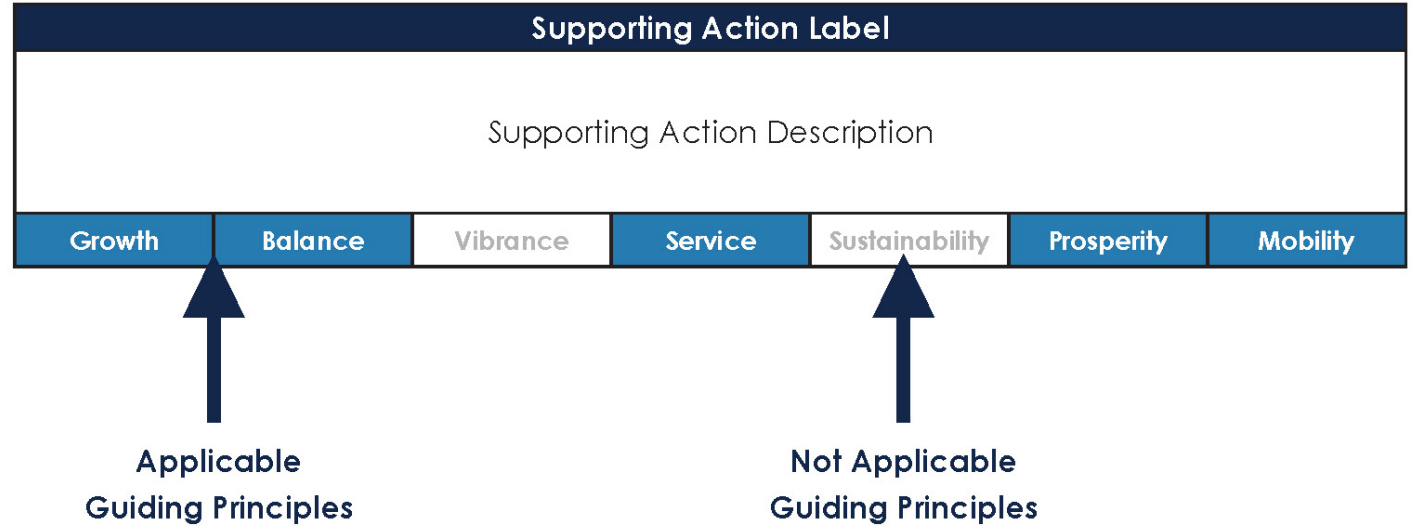 Supporting Action Label
Supporting Action Description
Growth Balance Vibrance Service Sustainability Prosperity Mobility
Applicable
Guiding Principles
Not Applicable
Guiding Principles